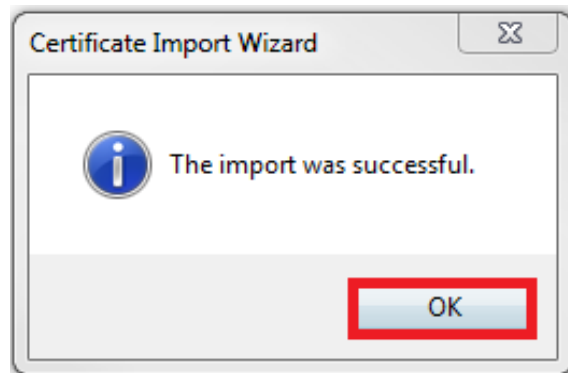 Certificate Import Wizard
The import was successful.
OK